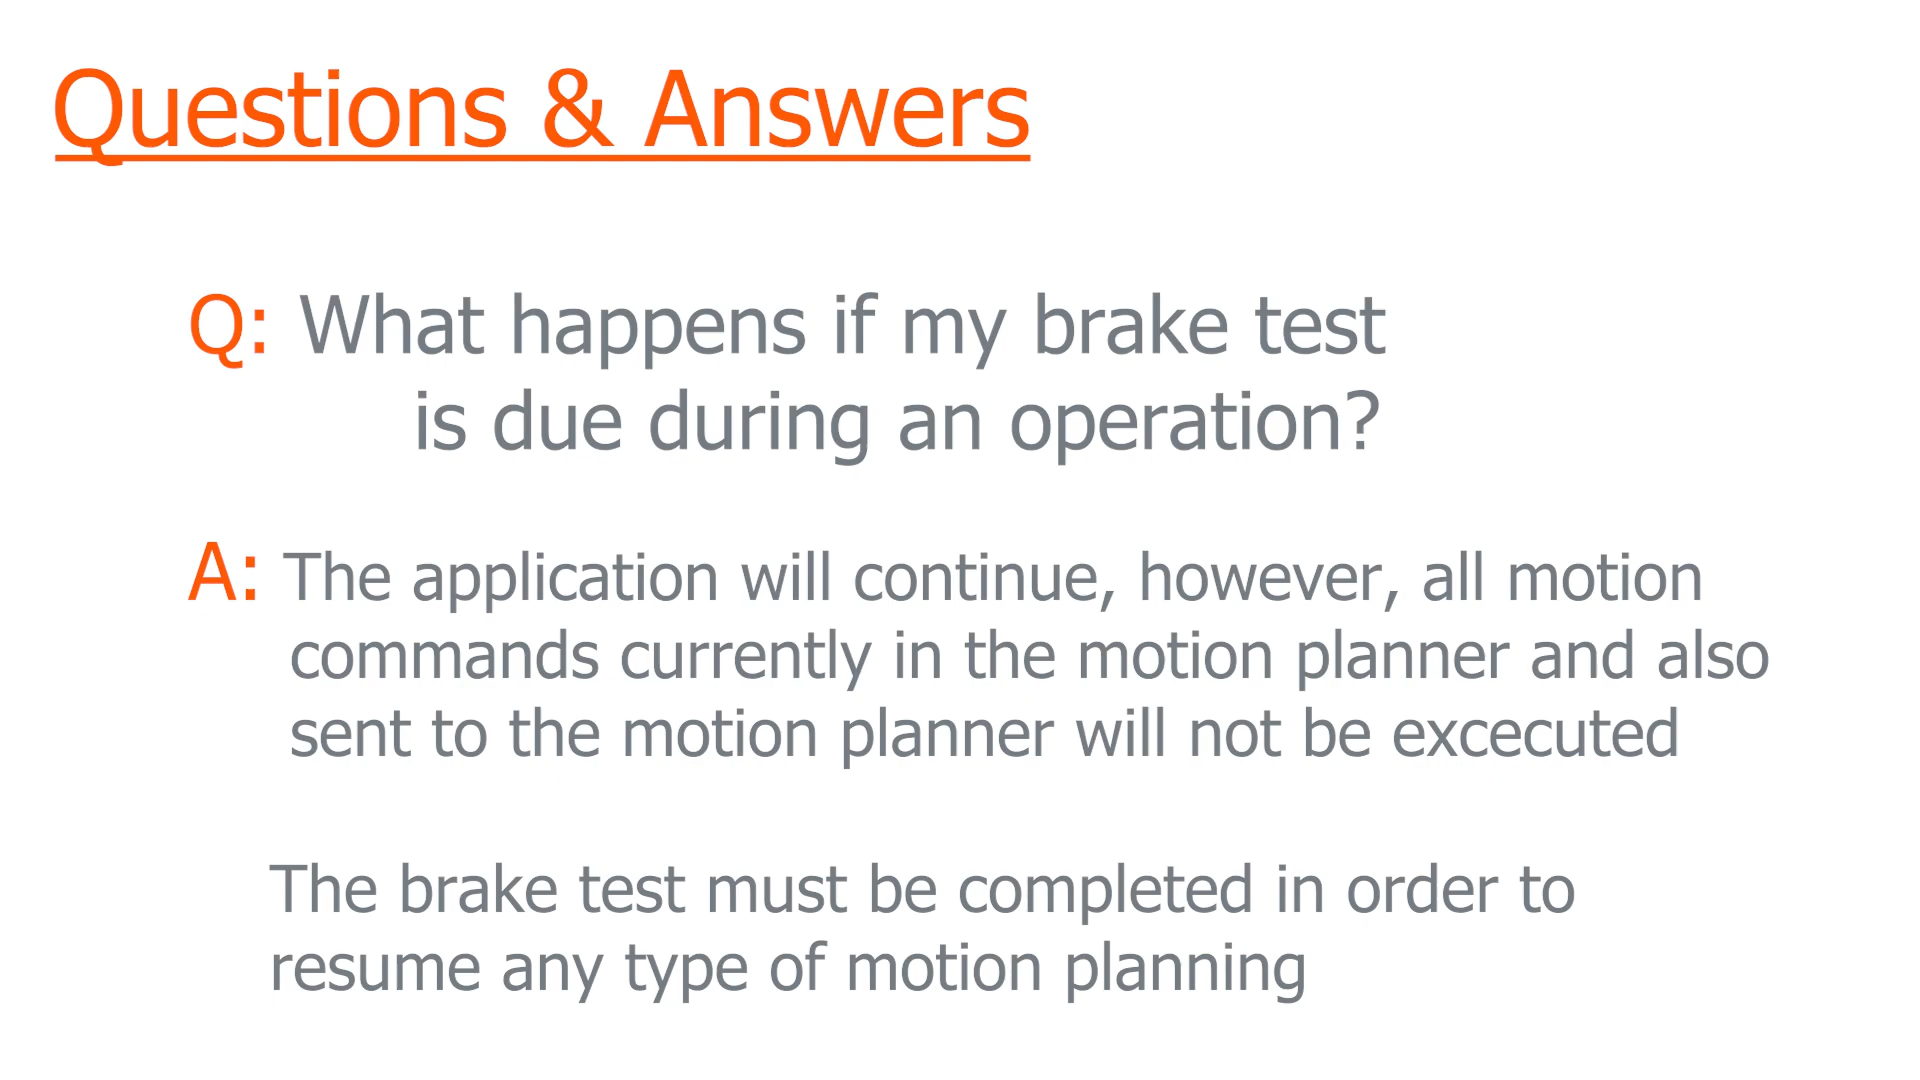 Questions & Answers
Q: What happens if my brake test
is due during an operation?
A: The application will continue, however, all motion
commands currently in the motion planner and also
sent to the motion planner will not be excecuted
The brake test must be completed in order to
resume any type of motion planning